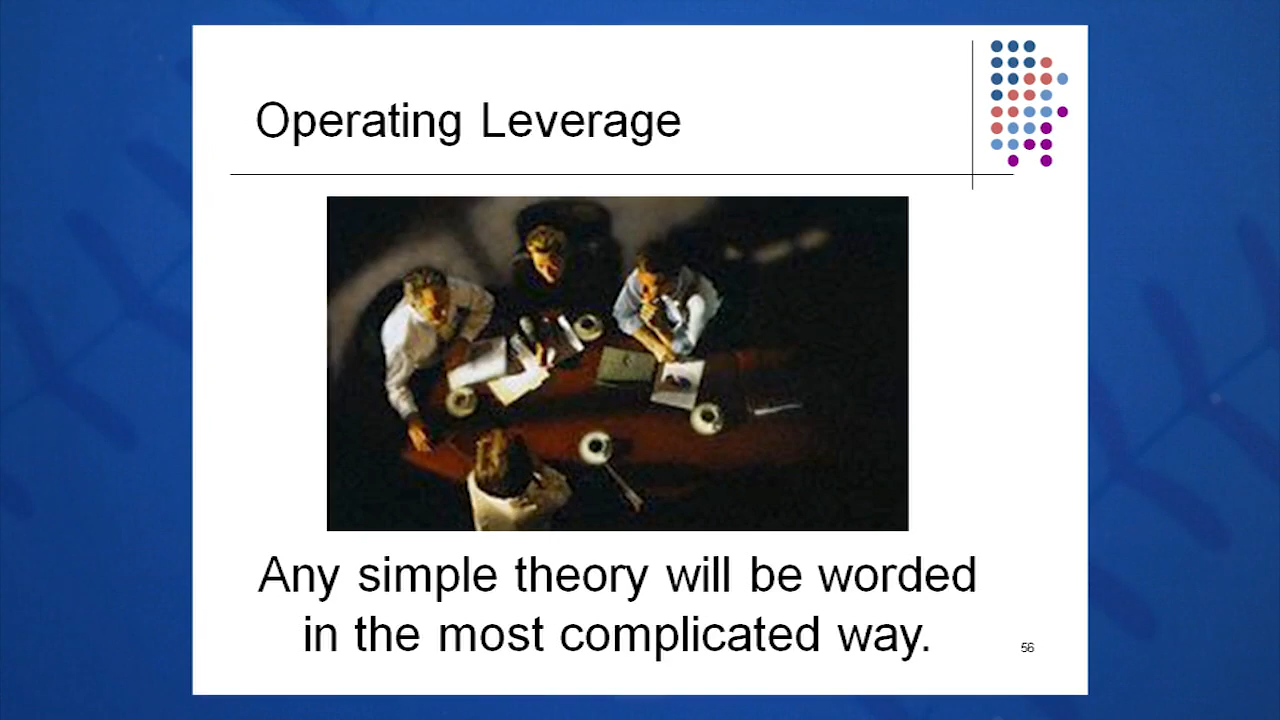 Operating Leverage
Any simple theory will be worded
in the most complicated way.
56